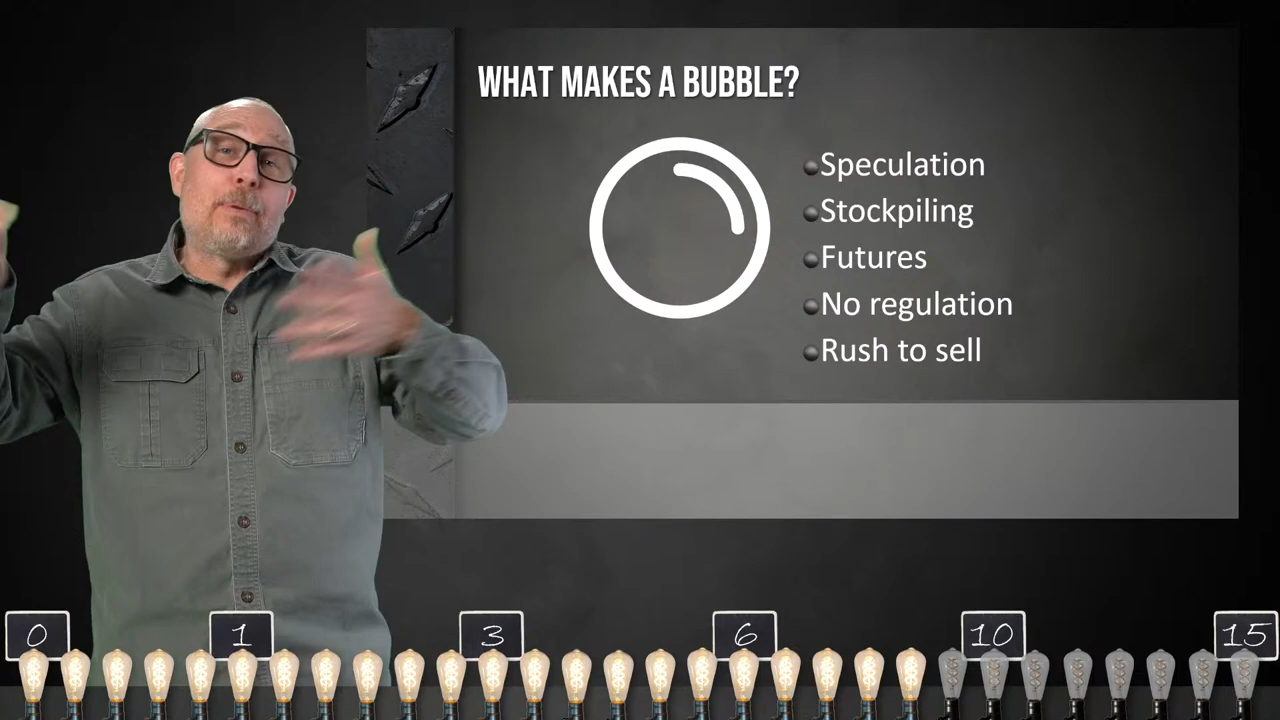 WHAT MAKES A BUBBLE?
Speculation
Stockpiling
Futures
No regulation
Rush to sell
0
1
3
6
10
15